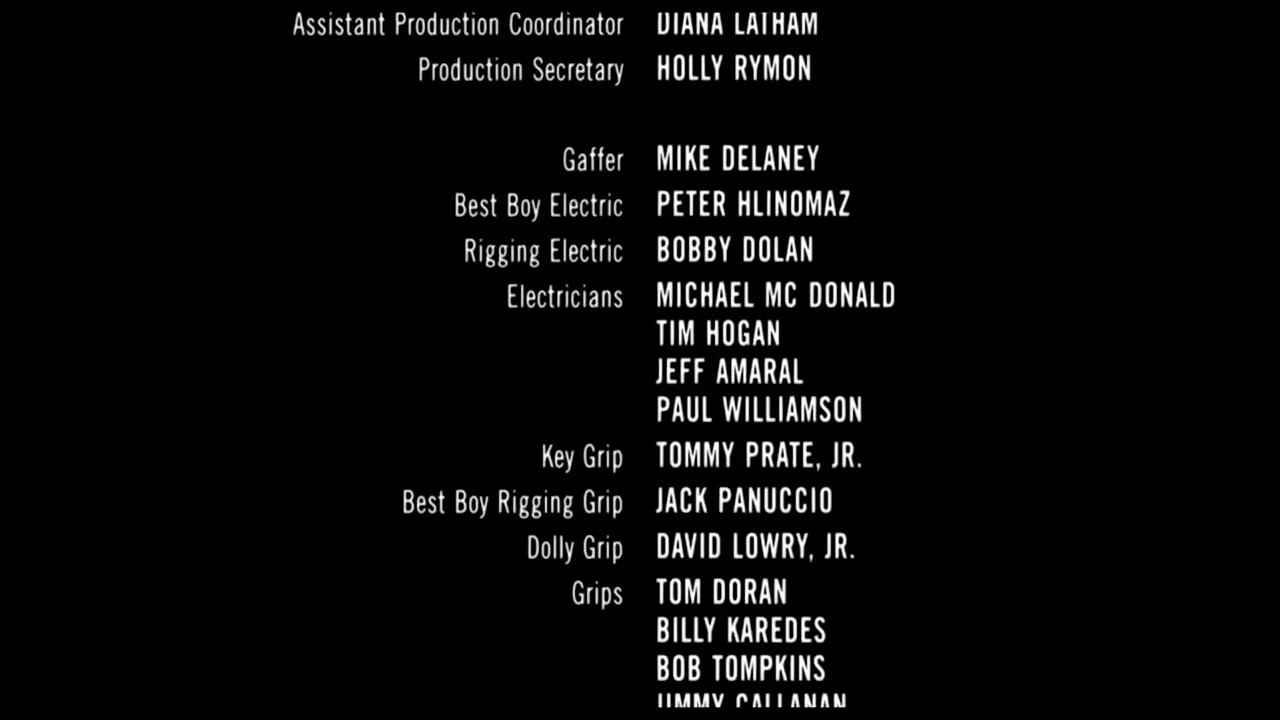 Assistant Production Coordinator DIANA LATHAM
Production Secretary HOLLY RYMON
Gaffer MIKE DELANEY
Best Boy Electric PETER HLINOMAZ
Rigging Electric BOBBY DOLAN
Electricians MICHAEL MC DONALD
TIM HOGAN
JEFF AMARAL
PAUL WILLIAMSON
Key Grip TOMMY PRATE, JR.
Best Boy Rigging Grip JACK PANUCCIO
Dolly Grip DAVID LOWRY, JR.
Grips TOM DORAN
BILLY KAREDES
BOB TOMPKINS
JIMMY CALLANAN